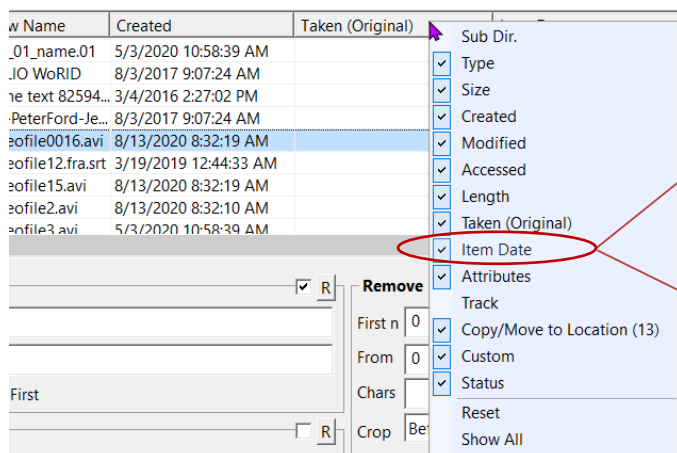 w Name Created Taken (Original)
_01_name.01 5/3/2020 10:58:39 AM
IO WoRID 8/3/2017 9:07:24 AM
ne text 82594... 3/4/2016 2:27:02 PM
-PeterFord-Je... 8/3/2017 9:07:24 AM
eofile0016.avi 8/13/2020 8:32:19 AM
eofile12.fra.srt 3/19/2019 12:44:33 AM
eofile15.avi 8/13/2020 8:32:19 AM
eofile2.avi 8/13/2020 8:32:10 AM
eofile3.avi 5/3/2020 10:58:39 AM
R
First
R
Remove
First n 0
From 0
Chars
Crop Bef
Sub Dir.
Type
Size
Created
Modified
Accessed
Length
Taken (Original)
Item Date
Attributes
Track
Copy/Move to Location (13)
Custom
Status
Reset
Show All